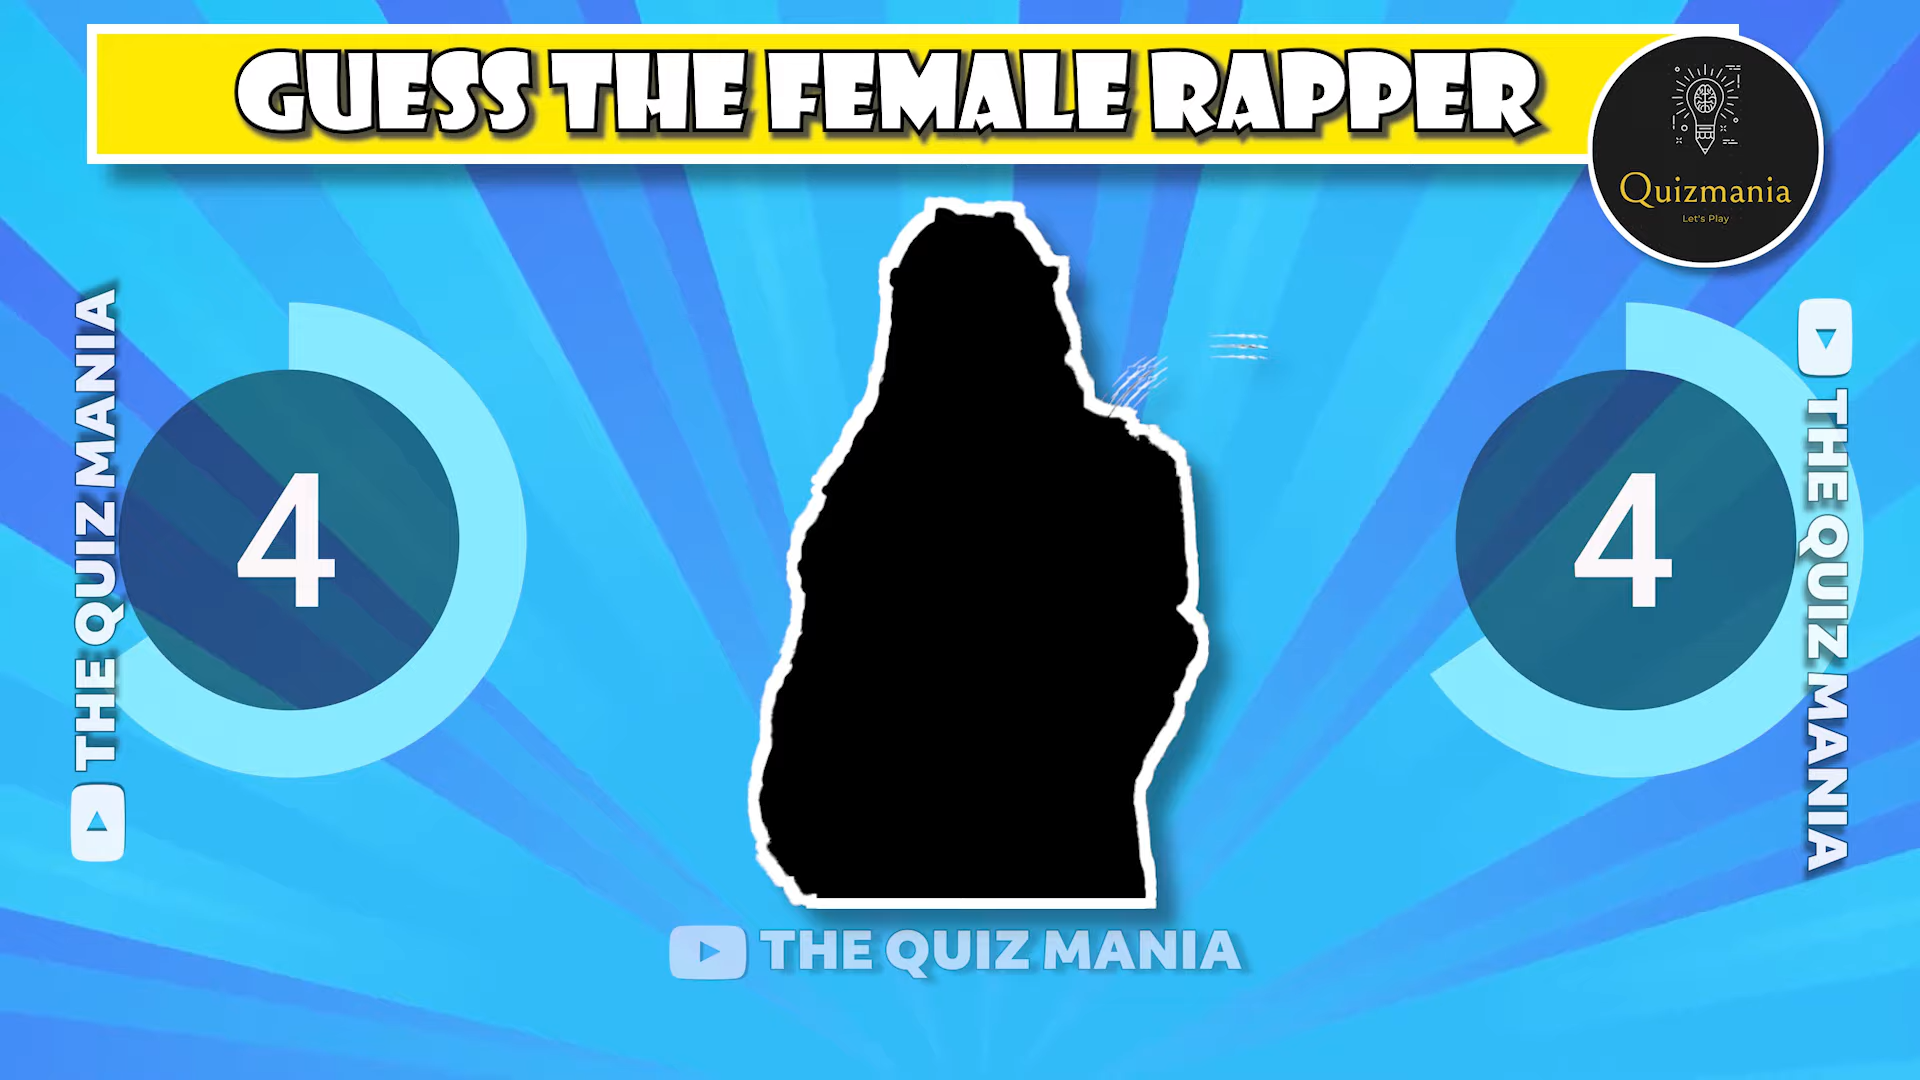 GUESS THE FEMALE RAPPER
Quizmania
Let's Play
THE QUIZ MANIA
4
4
THE QUIZ MANIA
THE QUIZ MANIA